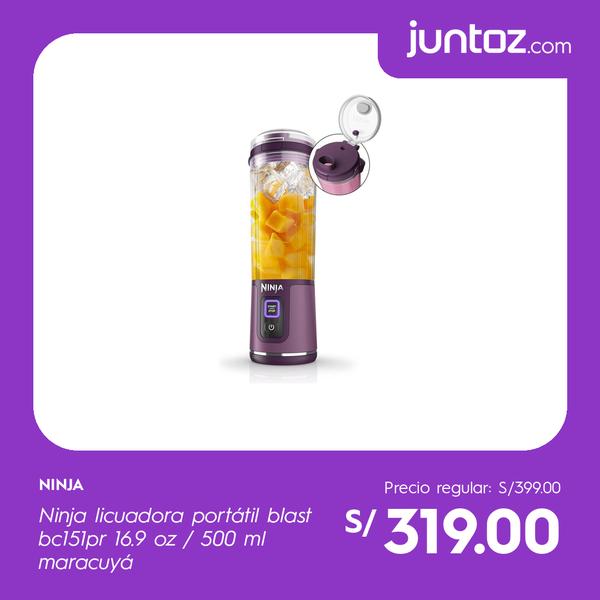 juntoz.com
NINJA
NINJA
Precio regular: S/399.00
Ninja licuadora portátil blast
bc151pr 16.9 oz / 500 ml
maracuyá
S/ 319.00